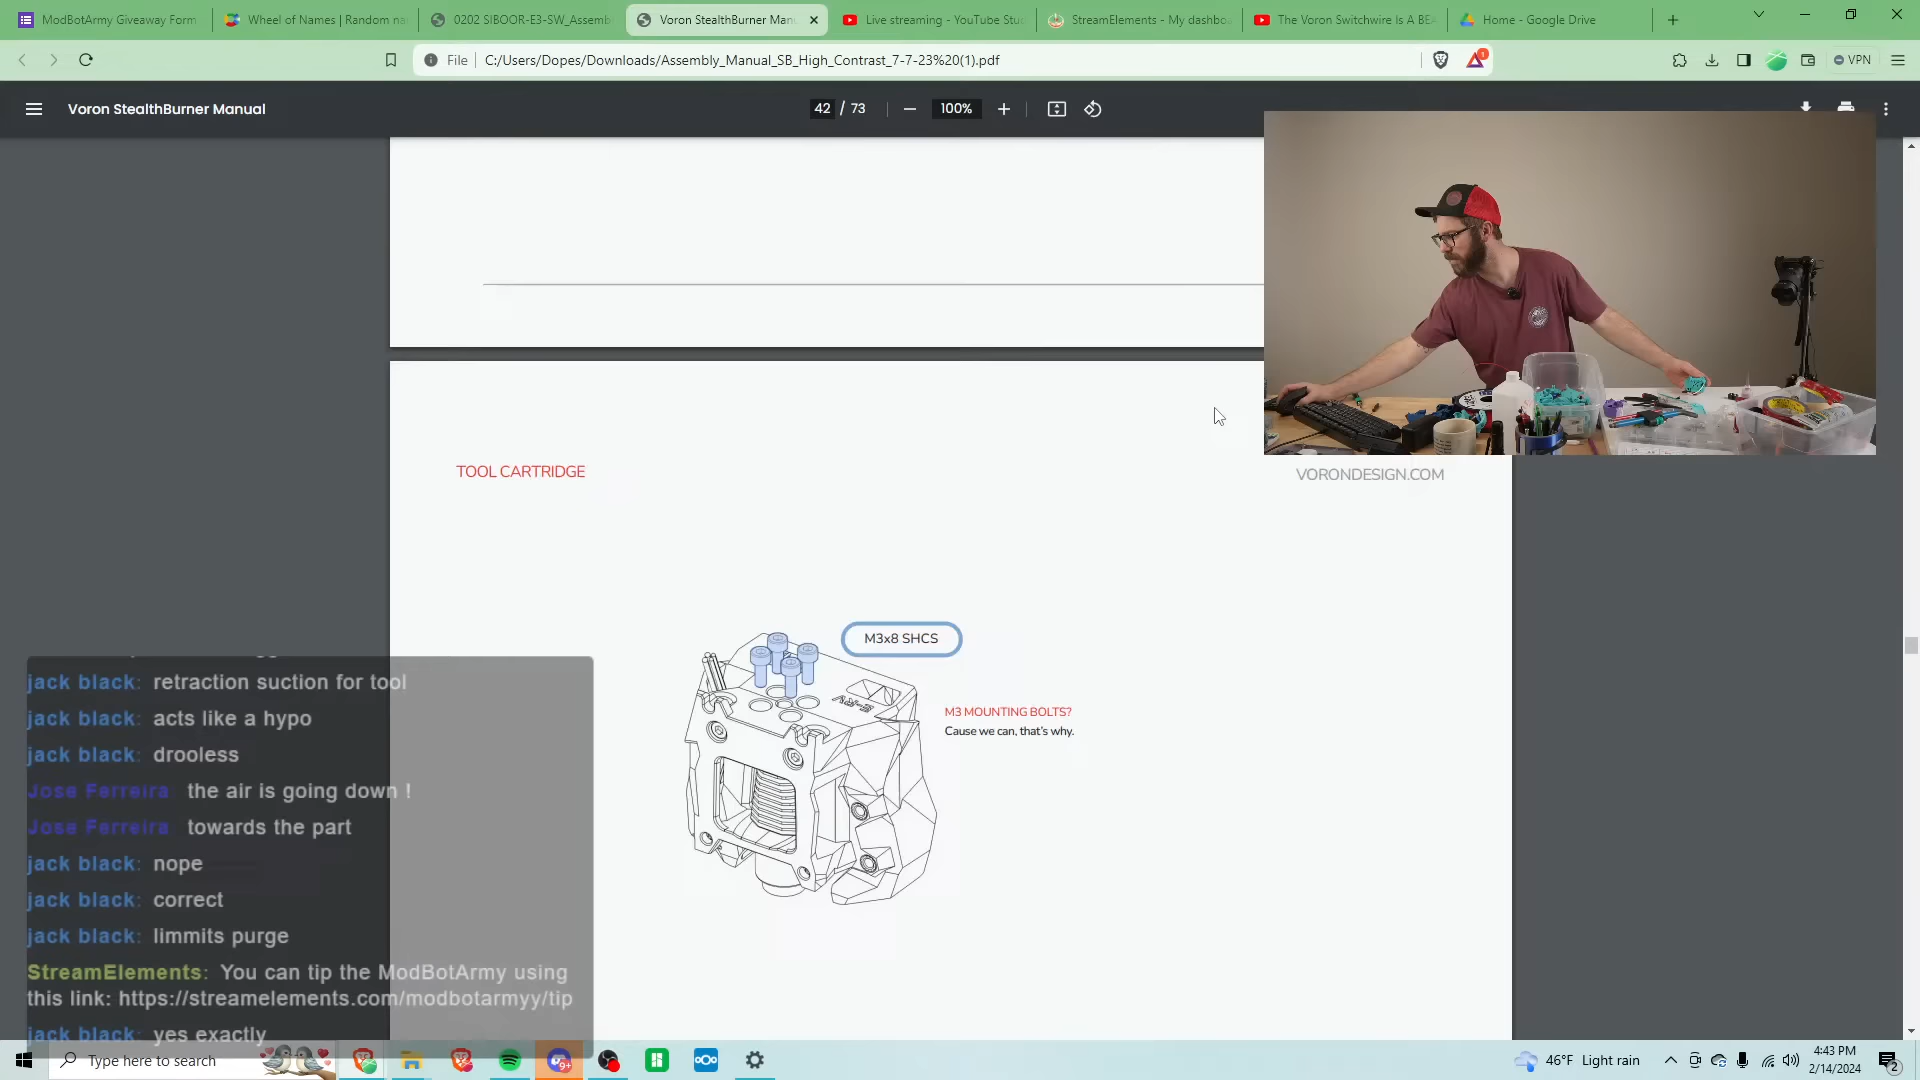 ModBotArmy Giveaway Form
Wheel of Names | Random na
0202 SIBOOR-E3-SW_Assemb
Voron StealthBurner Man
Live streaming - YouTube Stu
StreamElements - My dashbo
The Voron Switchwire Is A BEA
Home - Google Drive
File
C:/Users/Dopes/Downloads/Assembly_Manual_SB_High_Contrast_7-7-23%20(1).pdf
1
VPN
Voron StealthBurner Manual
42 / 73
100%
TOOL CARTRIDGE
VORONDESIGN.COM
M3x8 SHCS
M3 MOUNTING BOLTS?
Cause we can, that's why.
jack black: retraction suction for tool
jack black: acts like a hypo
jack black: drooless
Jose Ferreira: the air is going down !
Jose Ferreira: towards the part
jack black: nope
jack black: correct
jack black: limmits purge
StreamElements: You can tip the ModBotArmy using
this link: https://streamelements.com/modbotarmyy/tip
jack black: yes exactly
Type here to search
9+
46°F Light rain
4:43 PM
2/14/2024
2